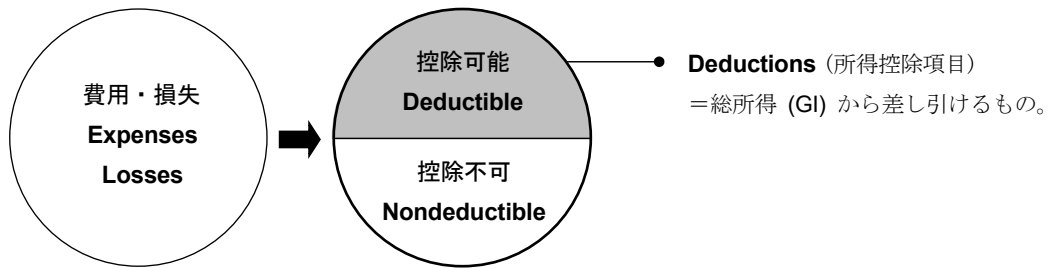 費用・損失
Expenses
Losses
控除可能
Deductible
控除不可
Nondeductible
Deductions (所得控除項目)
＝総所得 (GI) から差し引けるもの。